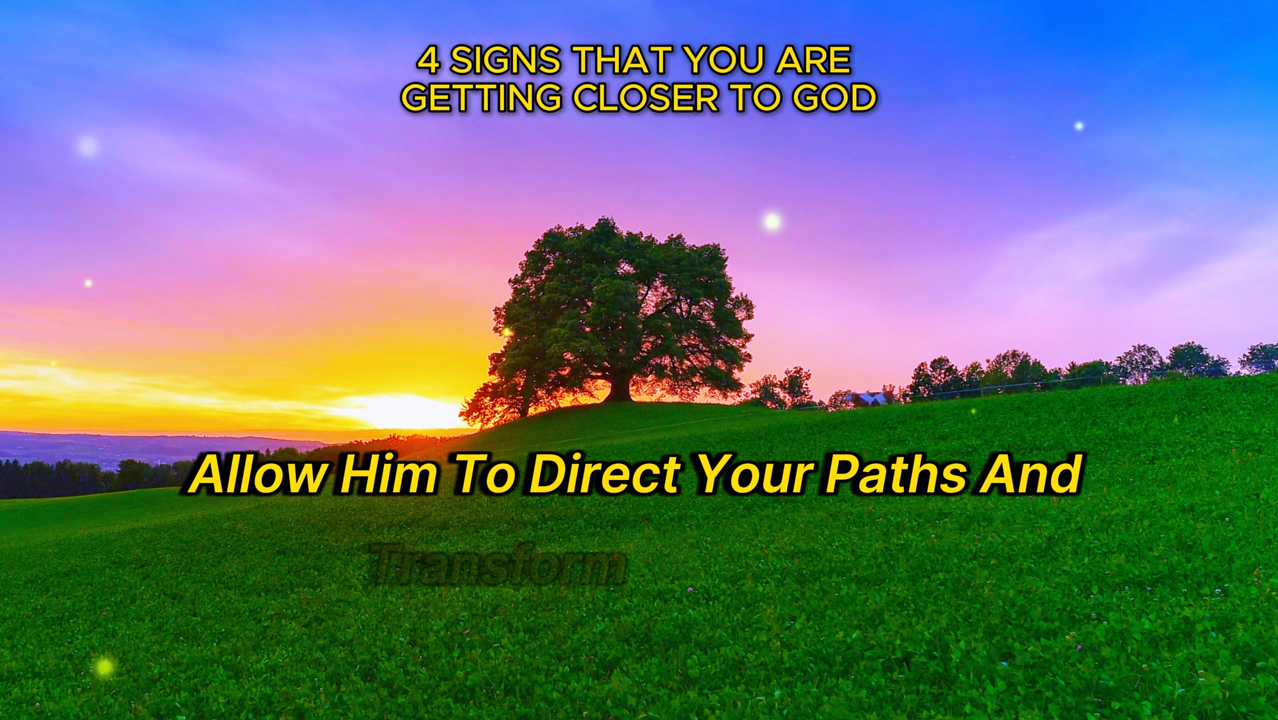 4 SIGNS THAT YOU ARE
GETTING CLOSER TO GOD
Allow Him To Direct Your Paths And
Transform